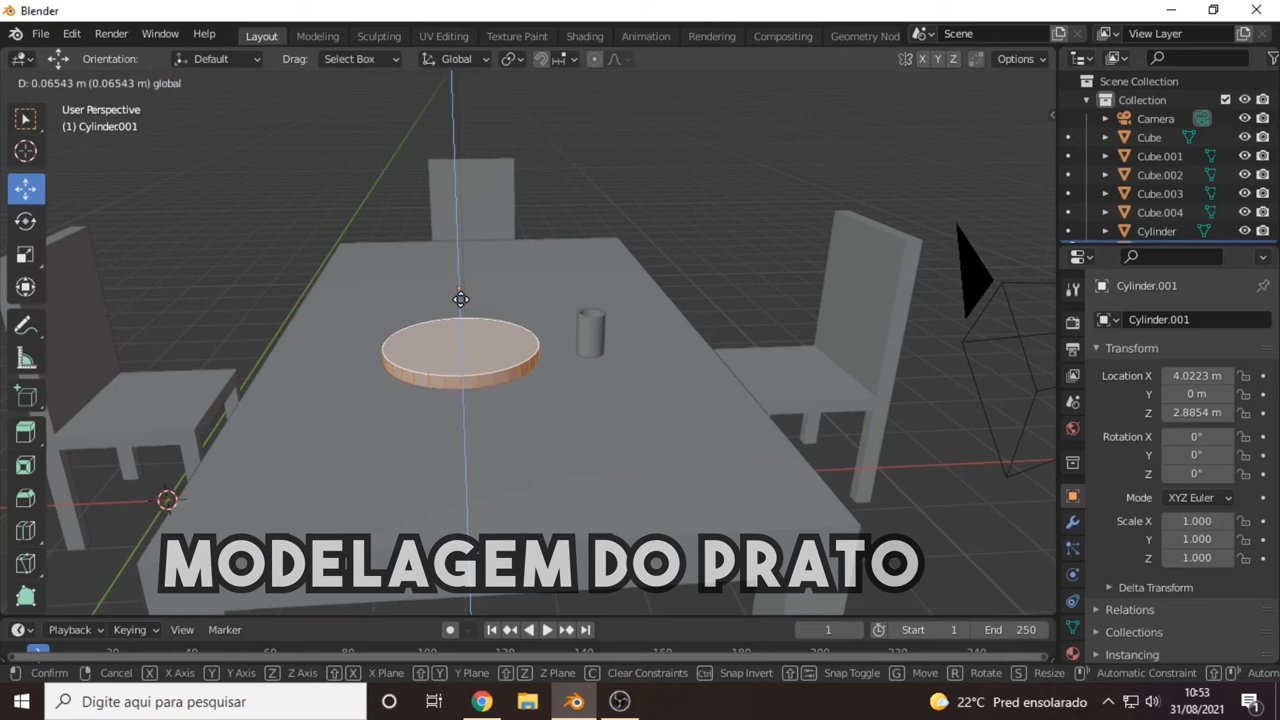 Blender
File Edit Render Window Help Layout Modeling Sculpting UV Editing Texture Paint Shading Animation Rendering Compositing Geometry Nod Scene View Layer
Orientation: Default Drag: Select Box Global X Y Z Options
D: 0.06543 m (0.06543 m) global
User Perspective
(1) Cylinder.001
Scene Collection
Collection
Camera
Cube
Cube.001
Cube.002
Cube.003
Cube.004
Cylinder
Cylinder.001
Cylinder.001
Transform
Location X 4.0223 m
Y 0 m
Z 2.8854 m
Rotation X 0°
Y 0°
Z 0°
Mode XYZ Euler
Scale X 1.000
Y 1.000
Z 1.000
Delta Transform
Relations
Collections
Instancing
MODELAGEM DO PRATO
Playback Keying View Marker 1 Start 1 End 250
Confirm Cancel X X Axis Y Y Axis Z Z Axis X X Plane Y Y Plane Z Z Plane C Clear Constraints Ctrl Snap Invert Snap Toggle G Move R Rotate S Resize Automatic Constraint
Digite aqui para pesquisar 22°C Pred ensolarado 10:53
31/08/2021